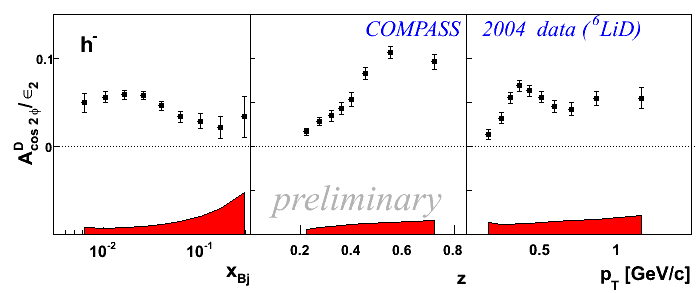 h⁻
COMPASS
2004 data (⁶LiD)
A^D_cos 2 ϕ/ϵ₂
0.1
0
preliminary
10⁻² 10⁻¹
0.2 0.4 0.6 0.8
0.5 1
x_Bj
z
p_T [GeV/c]